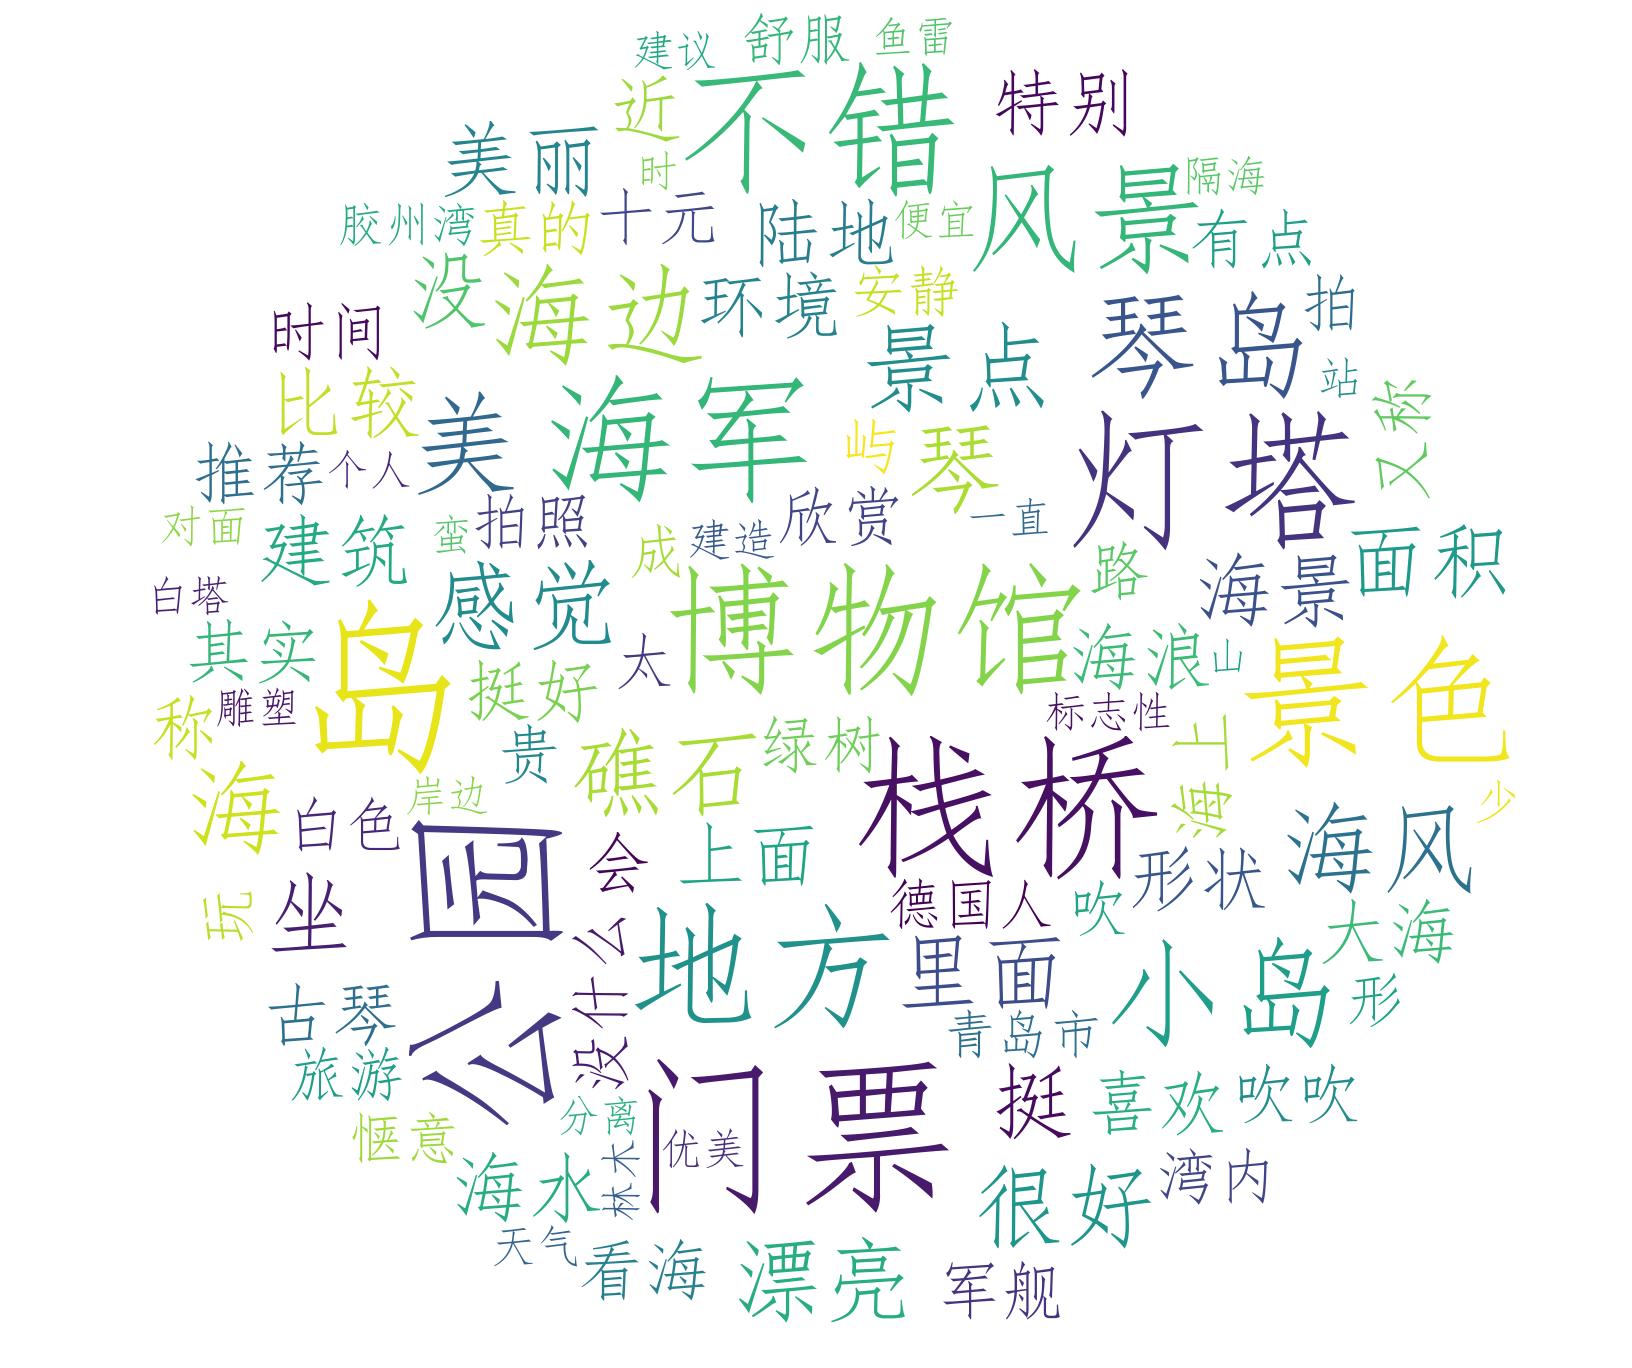 建议 舒服 鱼雷
不错
近
特别
美丽
时
隔海
胶州湾 真的 十元 陆地 便宜 风景 有点
没 海边 环境 安静
时间
景点 琴岛 拍
站
比较 美 海军 又称
推荐 个人 屿 琴 灯塔
对面 建筑 蛮 拍照 成 建造 欣赏 一直
白塔 感觉 路 海景 面积
其实 岛 挺好 太 博物馆 海浪 山
称 雕塑 标志性 景色
贵 礁石 绿树 栈桥 海上
海 白色 岸边 少
会 上面 形状 海风
玩 坐 公园 德国人 吹 大海
没什么 地方 里面 小岛 形
古琴 青岛市
旅游 门票 挺 喜欢 吹吹
惬意 分离 优美
海水 林木 很好 湾内
天气 看海 漂亮 军舰